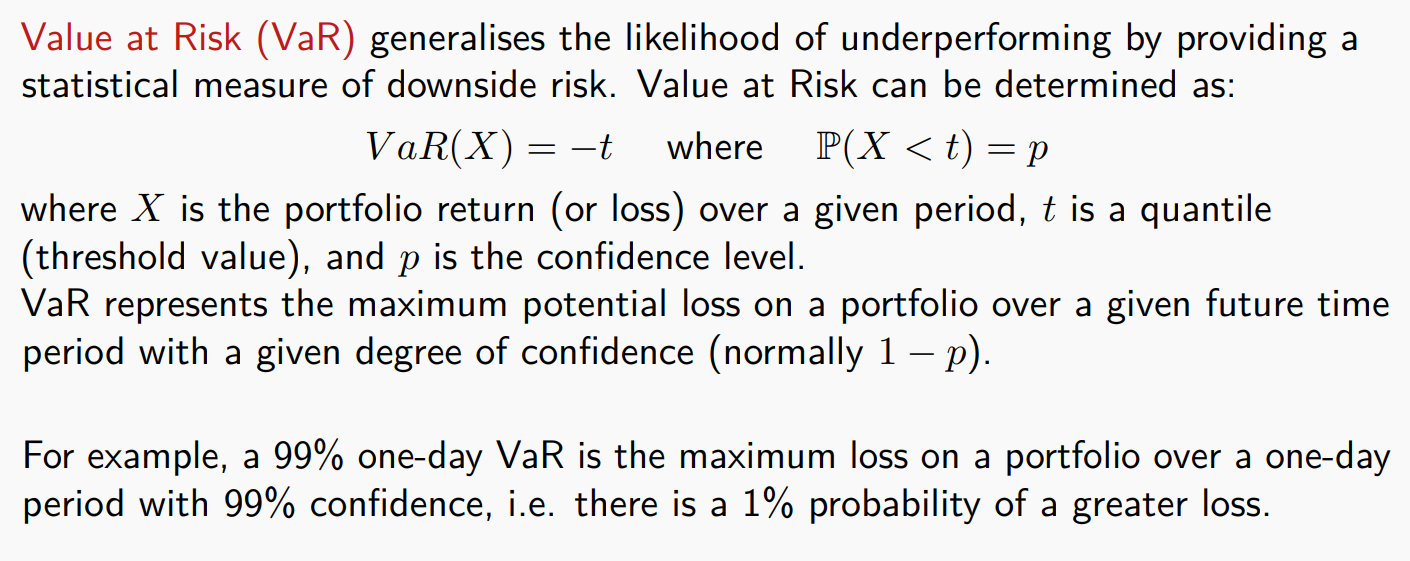 Value at Risk (VaR) generalises the likelihood of underperforming by providing a
statistical measure of downside risk. Value at Risk can be determined as:
VaR(X) = −t where ℙ(X < t) = p
where X is the portfolio return (or loss) over a given period, t is a quantile
(threshold value), and p is the confidence level.
VaR represents the maximum potential loss on a portfolio over a given future time
period with a given degree of confidence (normally 1 − p).
For example, a 99% one-day VaR is the maximum loss on a portfolio over a one-day
period with 99% confidence, i.e. there is a 1% probability of a greater loss.